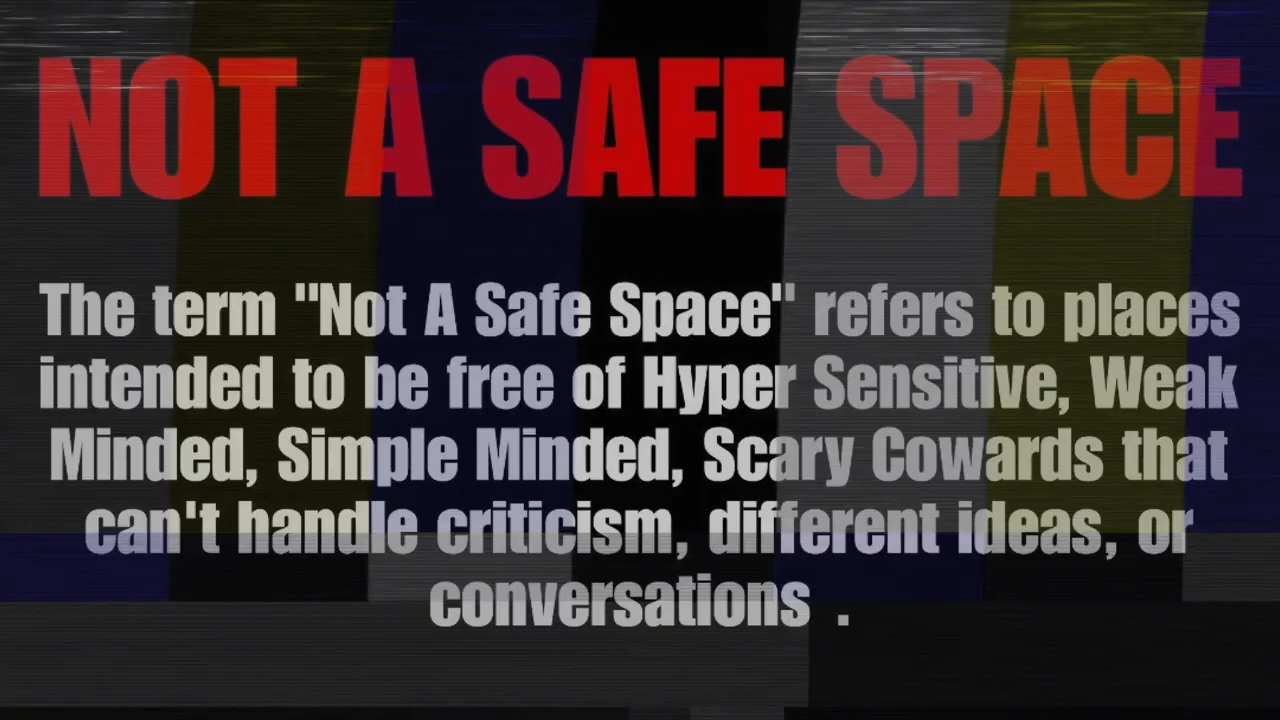 NOT A SAFE SPACE
The term "Not A Safe Space" refers to places
intended to be free of Hyper Sensitive, Weak
Minded, Simple Minded, Scary Cowards that
can't handle criticism, different ideas, or
conversations .